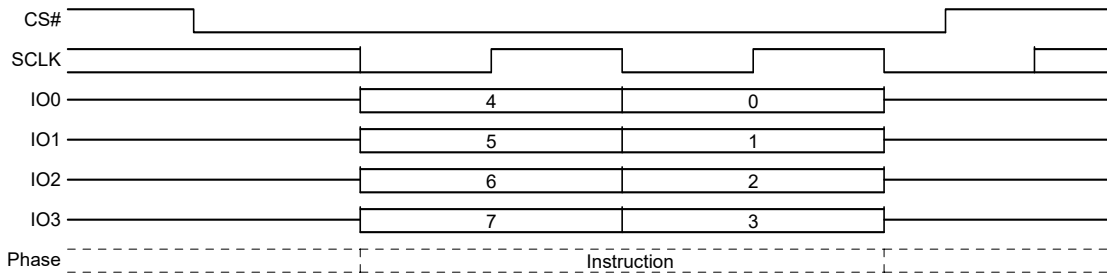 CS#
SCLK
IO0 4 0
IO1 5 1
IO2 6 2
IO3 7 3
Phase Instruction